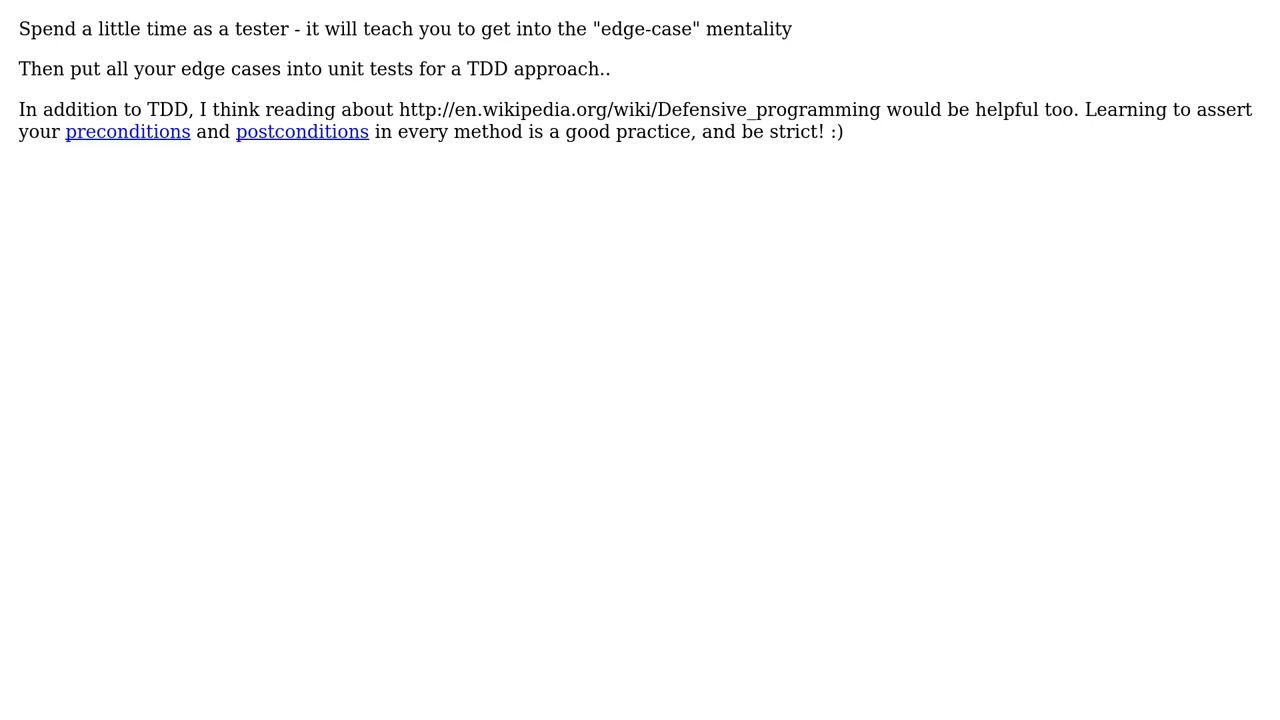 Spend a little time as a tester - it will teach you to get into the "edge-case" mentality
Then put all your edge cases into unit tests for a TDD approach..
In addition to TDD, I think reading about http://en.wikipedia.org/wiki/Defensive_programming would be helpful too. Learning to assert
your preconditions and postconditions in every method is a good practice, and be strict! :)